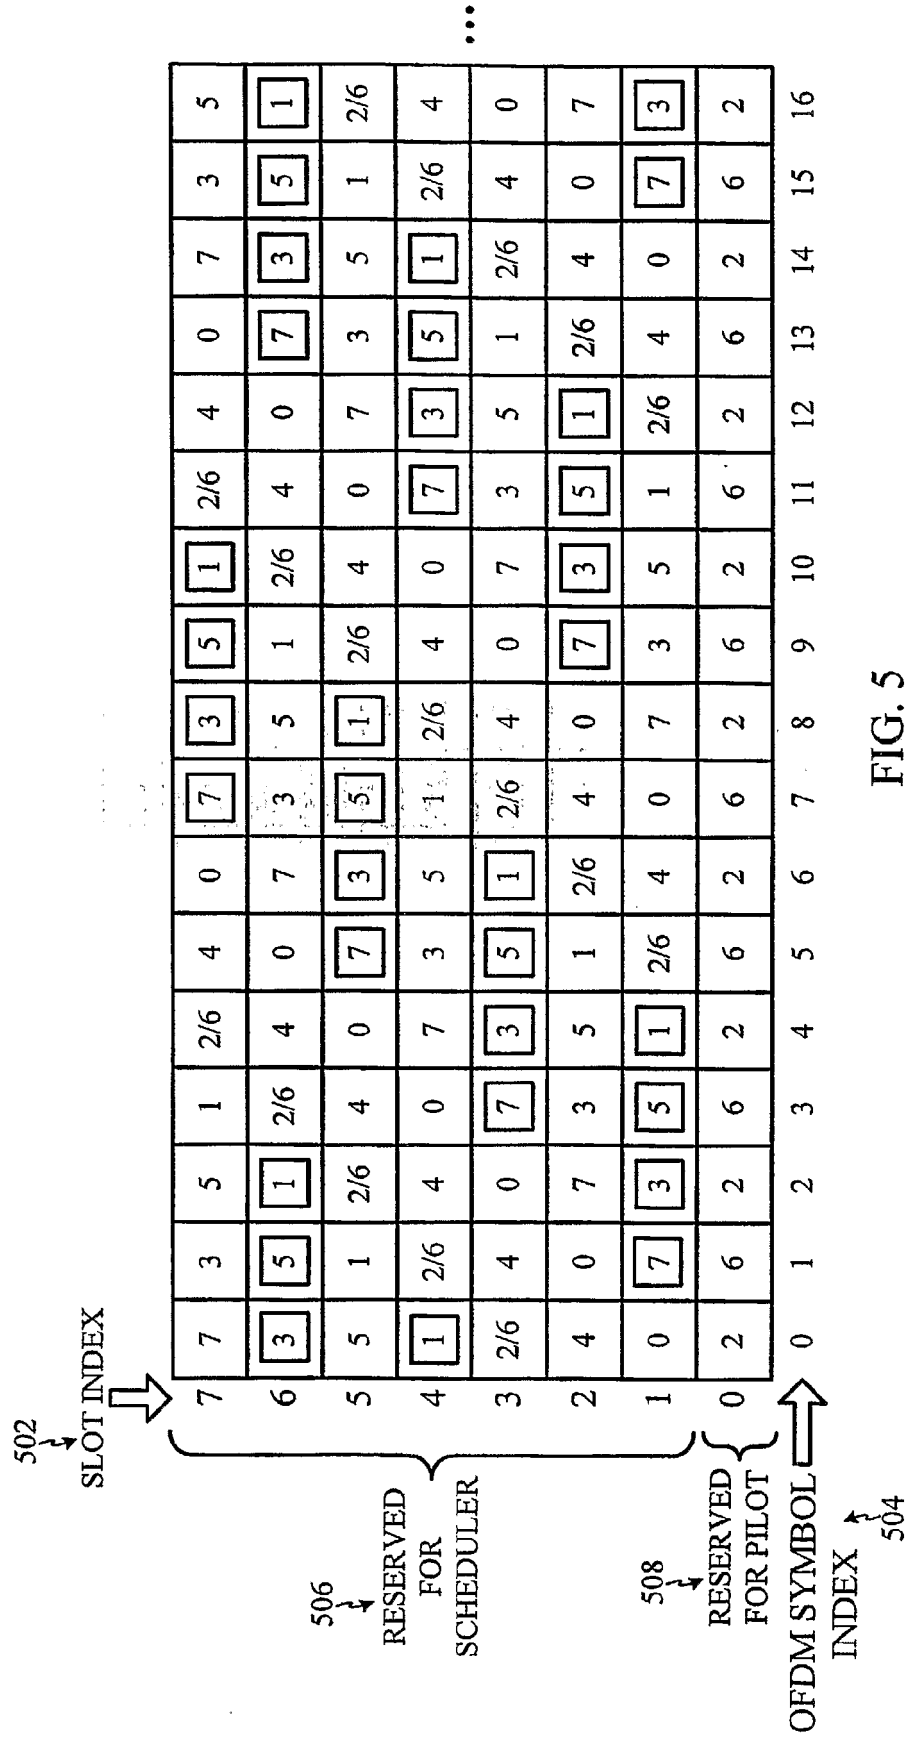 502
SLOT INDEX
7 7 3 5 1 2/6 4 0 7 3 5 1 2/6 4 0 7 3 5
6 3 5 1 2/6 4 0 7 3 5 1 2/6 4 0 7 3 5 1
5 5 1 2/6 4 0 7 3 5 1 2/6 4 0 7 3 5 1 2/6
4 1 2/6 4 0 7 3 5 1 2/6 4 0 7 3 5 1 2/6 4
3 2/6 4 0 7 3 5 1 2/6 4 0 7 3 5 1 2/6 4 0
2 4 0 7 3 5 1 2/6 4 0 7 3 5 1 2/6 4 0 7
1 0 7 3 5 1 2/6 4 0 7 3 5 1 2/6 4 0 7 3
0 2 6 2 6 2 6 2 6 2 6 2 6 2 6 2 6 2
...
506
RESERVED
FOR
SCHEDULER
508
RESERVED
FOR PILOT
OFDM SYMBOL
INDEX
504
0 1 2 3 4 5 6 7 8 9 10 11 12 13 14 15 16
FIG. 5